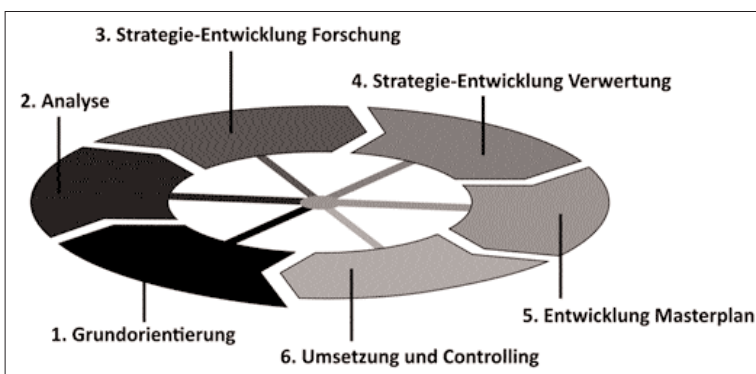 3. Strategie-Entwicklung Forschung
4. Strategie-Entwicklung Verwertung
2. Analyse
5. Entwicklung Masterplan
1. Grundorientierung
6. Umsetzung und Controlling